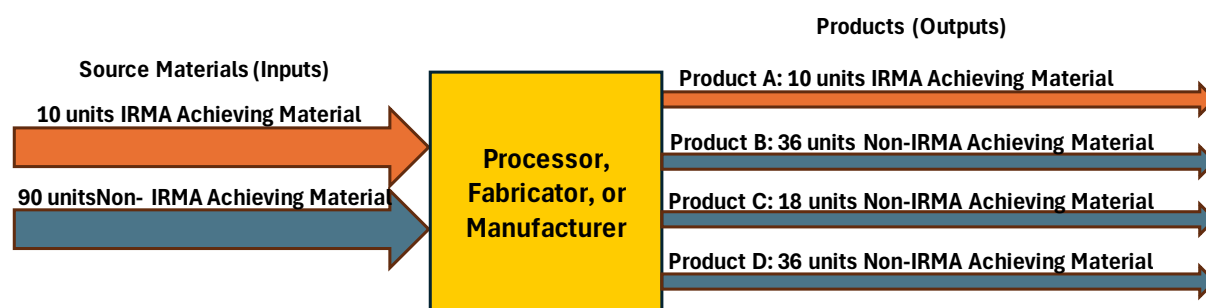 Products (Outputs)
Source Materials (Inputs)
10 units IRMA Achieving Material
90 unitsNon- IRMA Achieving Material
Processor,
Fabricator, or
Manufacturer
Product A: 10 units IRMA Achieving Material
Product B: 36 units Non-IRMA Achieving Material
Product C: 18 units Non-IRMA Achieving Material
Product D: 36 units Non-IRMA Achieving Material